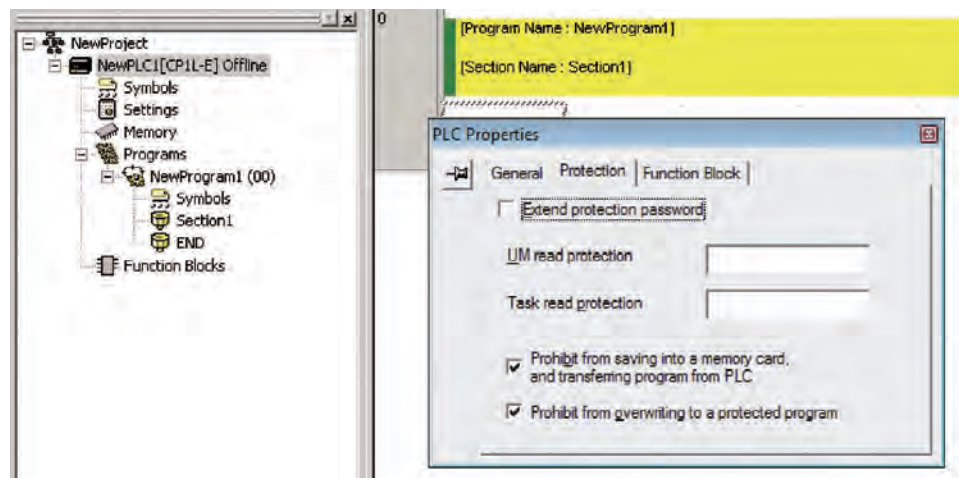 NewProject
NewPLC1[CP1L-E] Offline
Symbols
Settings
Memory
Programs
NewProgram1 (00)
Symbols
Section1
END
Function Blocks
0
[Program Name : NewProgram1]
[Section Name : Section1]
PLC Properties
General Protection Function Block
Extend protection password
UM read protection
Task read protection
Prohibit from saving into a memory card,
and transferring program from PLC
Prohibit from overwriting to a protected program